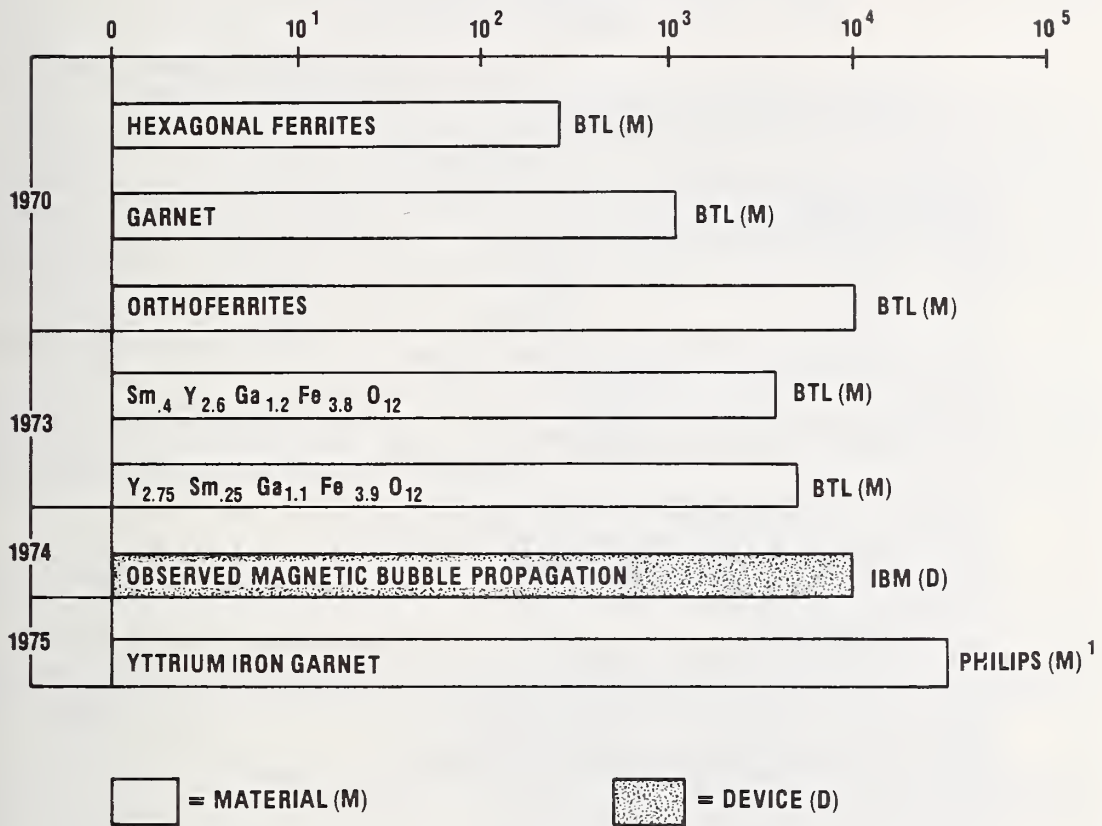 0 10^1 10^2 10^3 10^4 10^5
HEXAGONAL FERRITES BTL (M)
1970
GARNET BTL (M)
ORTHOFERRITES BTL (M)
Sm.4 Y2.6 Ga1.2 Fe3.8 O12 BTL (M)
1973
Y2.75 Sm.25 Ga1.1 Fe3.9 O12 BTL (M)
1974
OBSERVED MAGNETIC BUBBLE PROPAGATION IBM (D)
1975
YTTRIUM IRON GARNET PHILIPS (M)^1
= MATERIAL (M) = DEVICE (D)